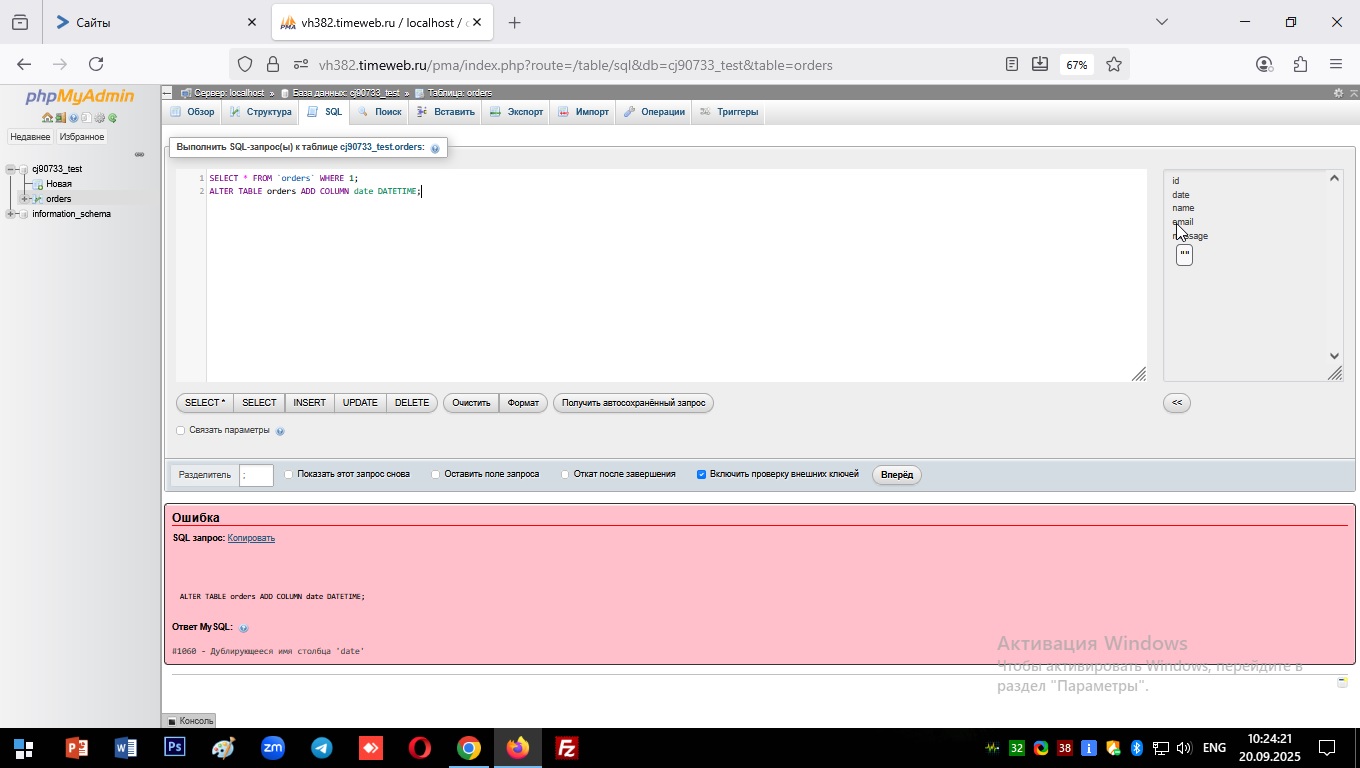 Сайты
vh382.timeweb.ru / localhost / c
vh382.timeweb.ru/pma/index.php?route=/table/sql&db=cj90733_test&table=orders
67%
phpMyAdmin
Недавнее Избранное
cj90733_test
Новая
orders
information_schema
Сервер: localhost » База данных: cj90733_test » Таблица: orders
Обзор Структура SQL Поиск Вставить Экспорт Импорт Операции Триггеры
Выполнить SQL-запрос(ы) к таблице cj90733_test.orders:
1 SELECT * FROM `orders` WHERE 1;
2 ALTER TABLE orders ADD COLUMN date DATETIME;
id
date
name
email
message
""
SELECT * SELECT INSERT UPDATE DELETE Очистить Формат Получить автосохранённый запрос <<
Связать параметры
Разделитель ; Показать этот запрос снова Оставить поле запроса Откат после завершения Включить проверку внешних ключей Вперёд
Ошибка
SQL запрос: Копировать
ALTER TABLE orders ADD COLUMN date DATETIME;
Ответ MySQL:
#1060 - Дублирующееся имя столбца 'date'
Активация Windows
Чтобы активировать Windows, перейдите в
раздел "Параметры".
Консоль
32 38 ENG 10:24:21
20.09.2025